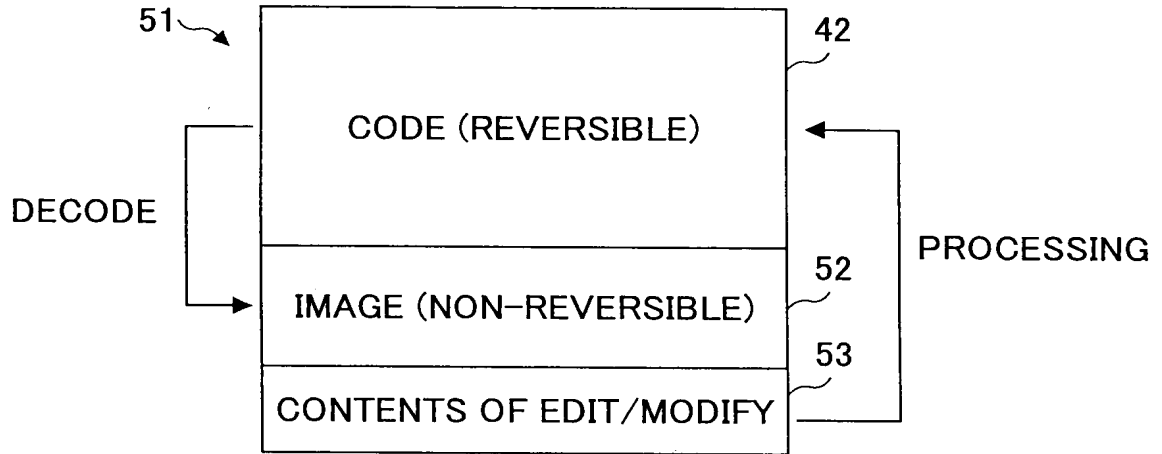 51
42
CODE (REVERSIBLE)
DECODE
PROCESSING
52
IMAGE (NON-REVERSIBLE)
53
CONTENTS OF EDIT/MODIFY